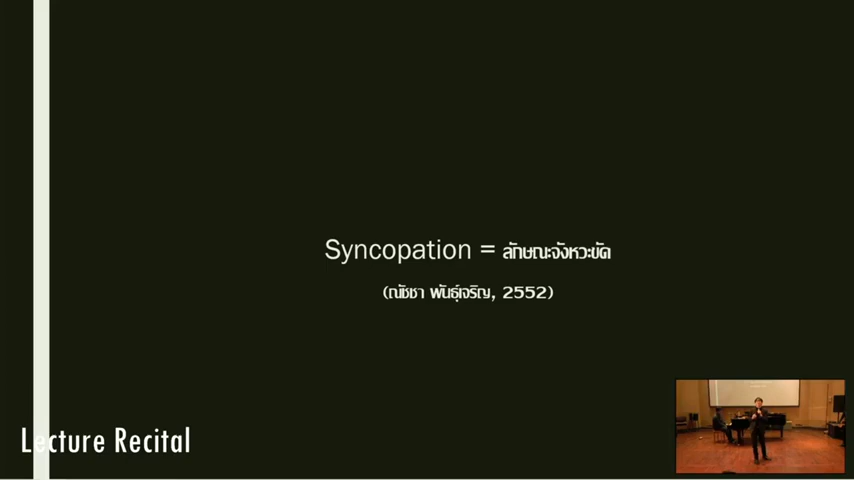 Syncopation = ลักษณะจังหวะขัด
(ณัชชา พันธุ์เจริญ, 2552)
Lecture Recital